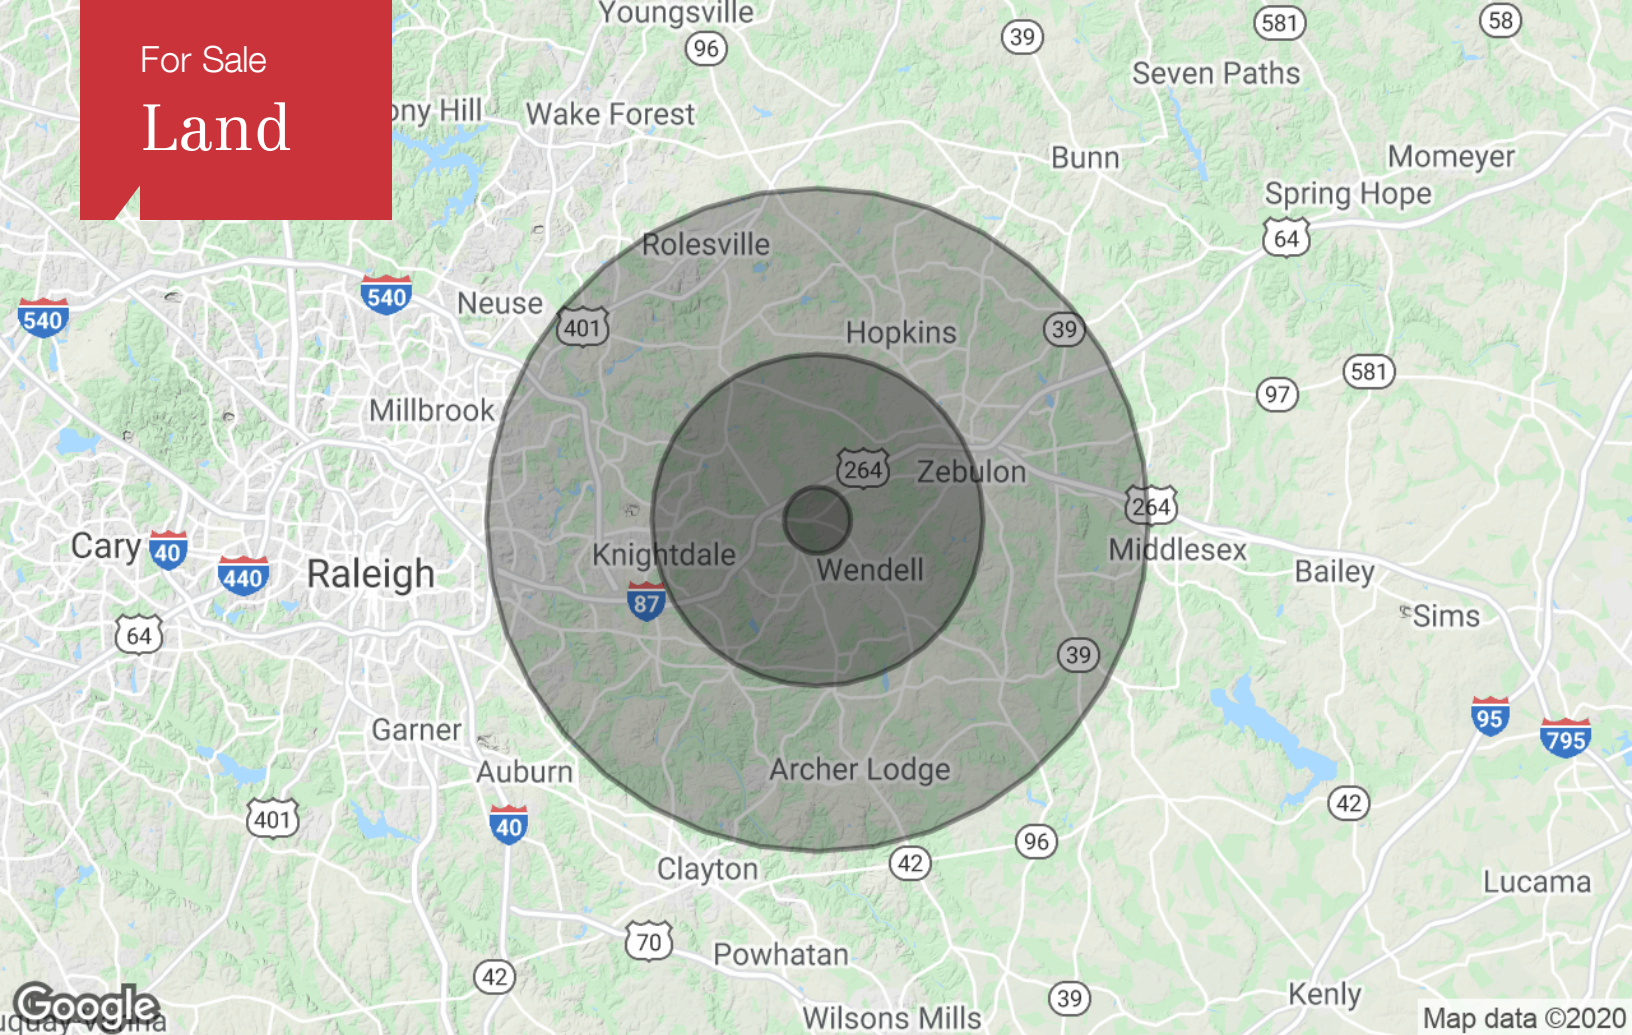 For Sale
Land
Youngsville
96
39
581
58
Seven Paths
ony Hill
Wake Forest
Bunn
Momeyer
Spring Hope
64
Rolesville
540
540
Neuse
401
Hopkins
39
581
97
Millbrook
264
Zebulon
264
Cary
40
440
Raleigh
Knightdale
Wendell
Middlesex
Bailey
87
64
Sims
39
Garner
Auburn
95
795
Archer Lodge
401
40
42
96
42
Clayton
Lucama
70
Powhatan
42
39
Kenly
Google
Wilsons Mills
Map data ©2020